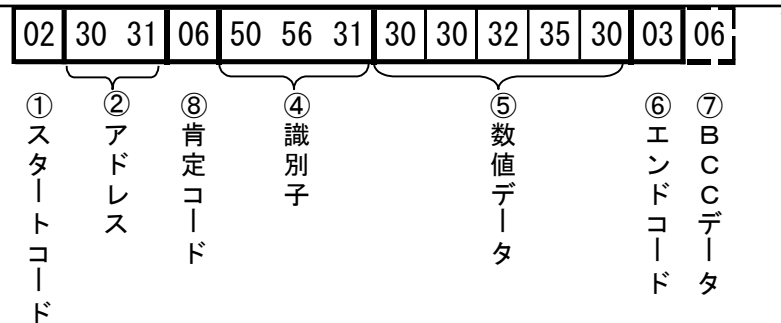 02 30 31 06 50 56 31 30 30 32 35 30 03 06
①スタートコード
②アドレス
⑧肯定コード
④識別子
⑤数値データ
⑥エンドコード
⑦BCCデータ